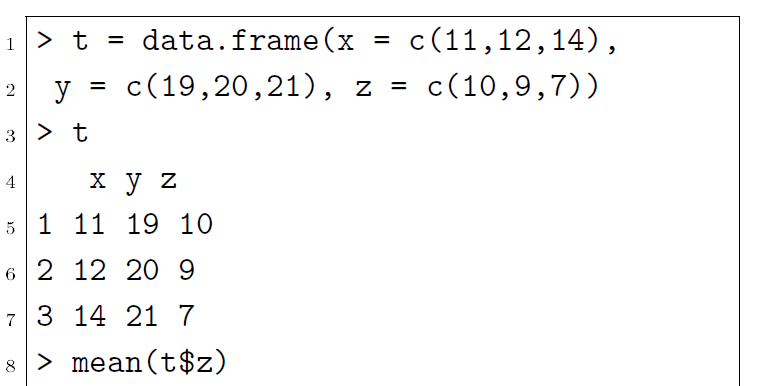 1 > t = data.frame(x = c(11,12,14),
2  y = c(19,20,21), z = c(10,9,7))
3 > t
4    x y z
5 1 11 19 10
6 2 12 20 9
7 3 14 21 7
8 > mean(t$z)